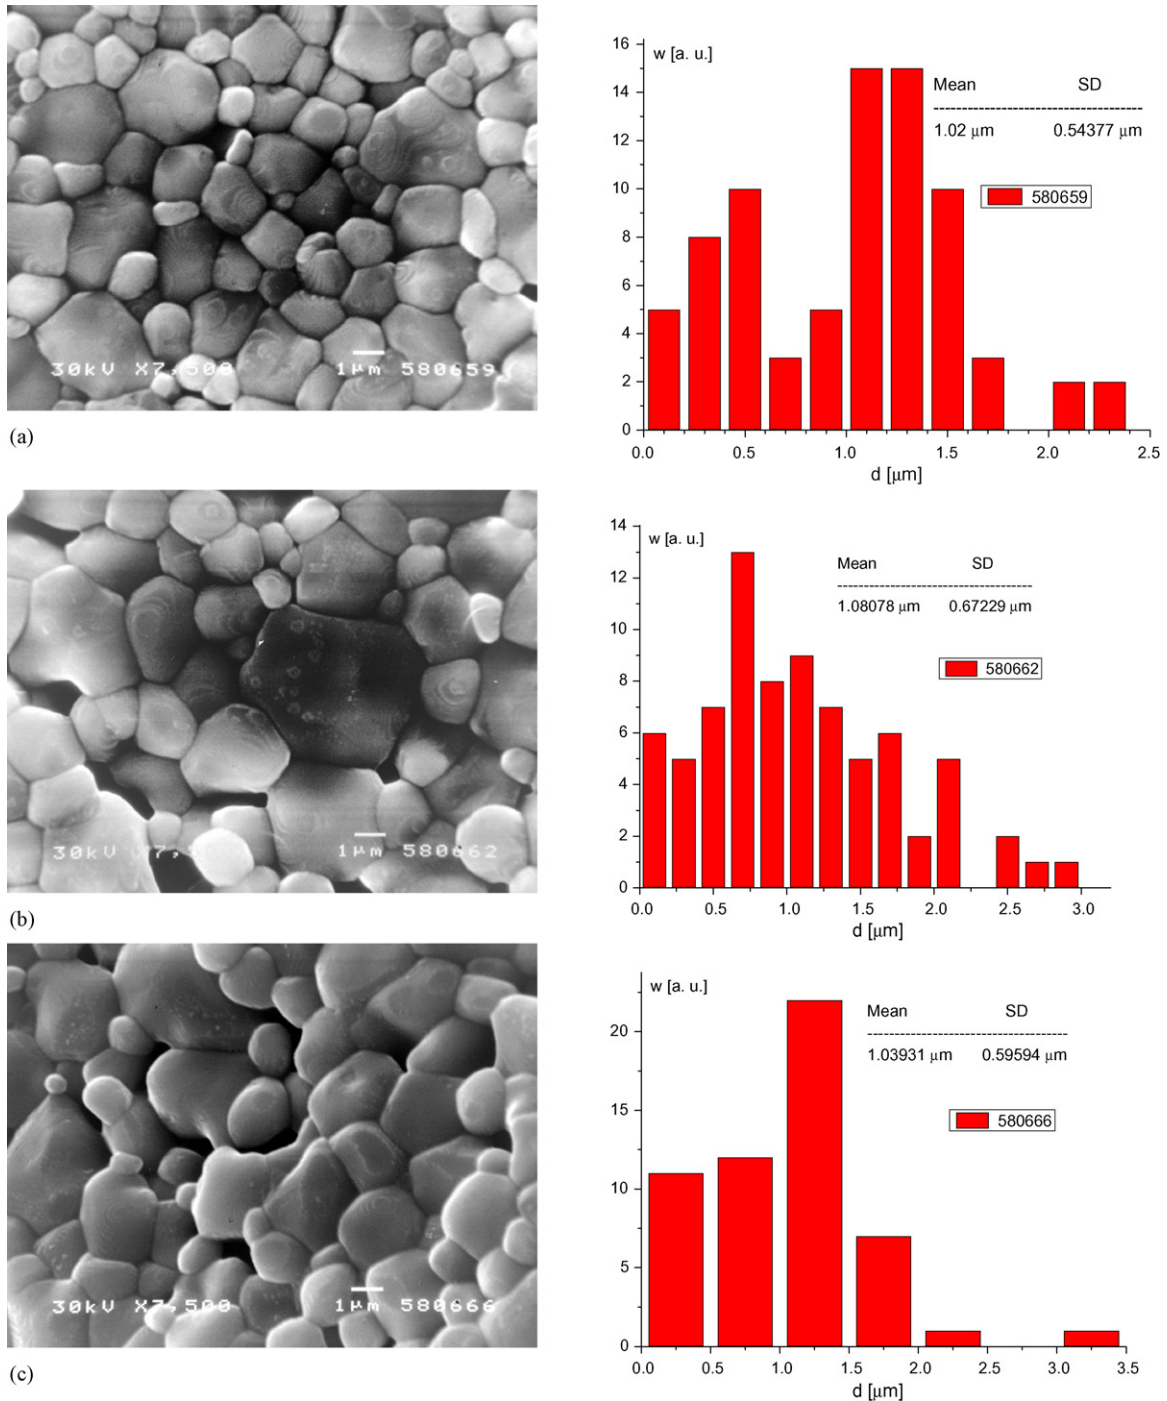 30kV X7,500 1μm 580659
(a)
w [a. u.]
16
14
12
10
8
6
4
2
0
0.0 0.5 1.0 1.5 2.0 2.5
d [μm]
Mean SD
1.02 μm 0.54377 μm
580659
30kV X7,5 1μm 580662
(b)
w [a. u.]
14
12
10
8
6
4
2
0
0.0 0.5 1.0 1.5 2.0 2.5 3.0
d [μm]
Mean SD
1.08078 μm 0.67229 μm
580662
30kV X7,500 1μm 580666
(c)
w [a. u.]
20
15
10
5
0
0.0 0.5 1.0 1.5 2.0 2.5 3.0 3.5
d [μm]
Mean SD
1.03931 μm 0.59594 μm
580666